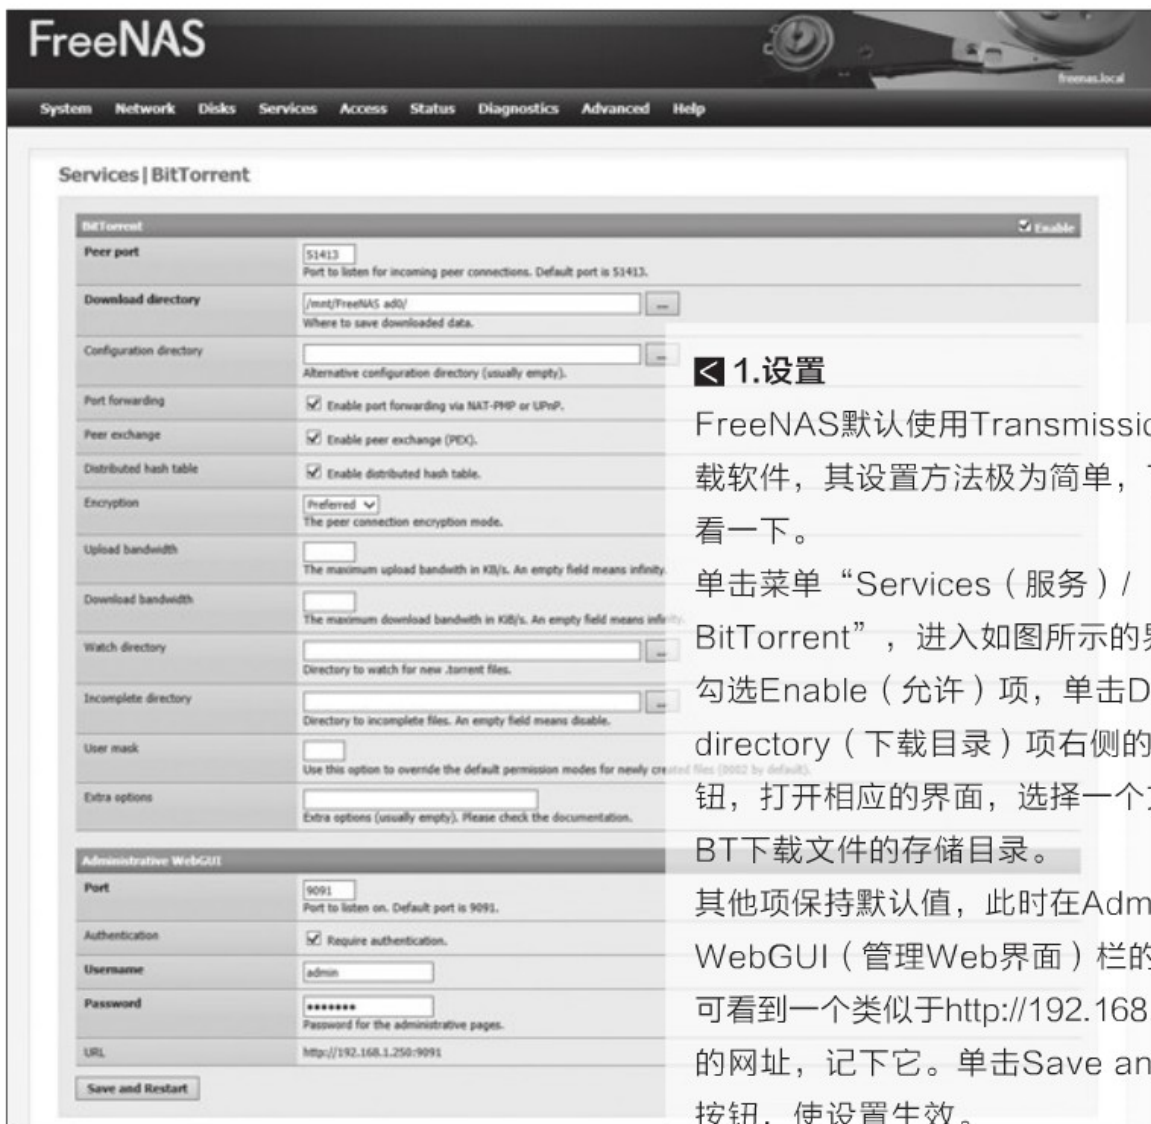 FreeNAS
freenas.local
System Network Disks Services Access Status Diagnostics Advanced Help
Services|BitTorrent
BitTorrent
Enable
Peer port
51413
Port to listen for incoming peer connections. Default port is 51413.
Download directory
/mnt/FreeNAS ad0/
...
Where to save downloaded data.
Configuration directory
...
Alternative configuration directory (usually empty).
Port forwarding
Enable port forwarding via NAT-PMP or UPnP.
Peer exchange
Enable peer exchange (PEX).
Distributed hash table
Enable distributed hash table.
Encryption
Preferred
The peer connection encryption mode.
Upload bandwidth
The maximum upload bandwith in KB/s. An empty field means infinity.
Download bandwidth
The maximum download bandwith in KiB/s. An empty field means infinity.
Watch directory
...
Directory to watch for new .torrent files.
Incomplete directory
...
Directory to incomplete files. An empty field means disable.
User mask
Use this option to override the default permission modes for newly created files (0002 by default).
Extra options
Extra options (usually empty). Please check the documentation.
Administrative WebGUI
Port
9091
Port to listen on. Default port is 9091.
Authentication
Require authentication.
Username
admin
Password
•••••••
Password for the administrative pages.
URL
http://192.168.1.250:9091
Save and Restart
< 1.设置
FreeNAS默认使用Transmissio
载软件，其设置方法极为简单，
看一下。
单击菜单“Services（服务）/
BitTorrent”，进入如图所示的界
勾选Enable（允许）项，单击D
directory（下载目录）项右侧的
钮，打开相应的界面，选择一个
BT下载文件的存储目录。
其他项保持默认值，此时在Adm
WebGUI（管理Web界面）栏的
可看到一个类似于http://192.168
的网址，记下它。单击Save an
按钮，使设置生效。